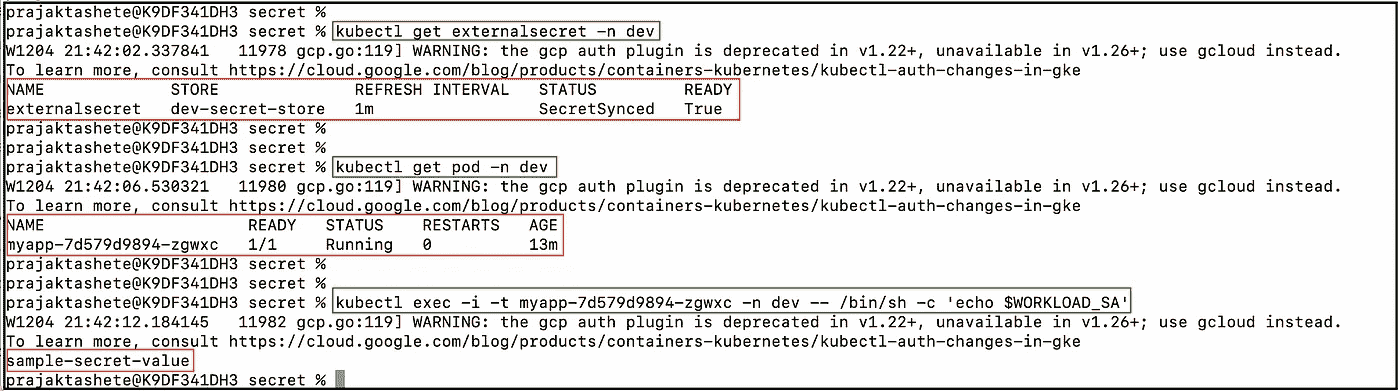 prajaktashete@K9DF341DH3 secret %
prajaktashete@K9DF341DH3 secret % kubectl get externalsecret -n dev
W1204 21:42:02.337841   11978 gcp.go:119] WARNING: the gcp auth plugin is deprecated in v1.22+, unavailable in v1.26+; use gcloud instead.
To learn more, consult https://cloud.google.com/blog/products/containers-kubernetes/kubectl-auth-changes-in-gke
NAME             STORE              REFRESH INTERVAL   STATUS         READY
externalsecret   dev-secret-store   1m                 SecretSynced   True
prajaktashete@K9DF341DH3 secret %
prajaktashete@K9DF341DH3 secret %
prajaktashete@K9DF341DH3 secret % kubectl get pod -n dev
W1204 21:42:06.530321   11980 gcp.go:119] WARNING: the gcp auth plugin is deprecated in v1.22+, unavailable in v1.26+; use gcloud instead.
To learn more, consult https://cloud.google.com/blog/products/containers-kubernetes/kubectl-auth-changes-in-gke
NAME                     READY   STATUS    RESTARTS   AGE
myapp-7d579d9894-zgwxc   1/1     Running   0          13m
prajaktashete@K9DF341DH3 secret %
prajaktashete@K9DF341DH3 secret %
prajaktashete@K9DF341DH3 secret % kubectl exec -i -t myapp-7d579d9894-zgwxc -n dev -- /bin/sh -c 'echo $WORKLOAD_SA'
W1204 21:42:12.184145   11982 gcp.go:119] WARNING: the gcp auth plugin is deprecated in v1.22+, unavailable in v1.26+; use gcloud instead.
To learn more, consult https://cloud.google.com/blog/products/containers-kubernetes/kubectl-auth-changes-in-gke
sample-secret-value
prajaktashete@K9DF341DH3 secret %